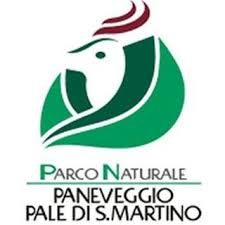 PARCO NATURALE
PANEVEGGIO
PALE DI S.MARTINO